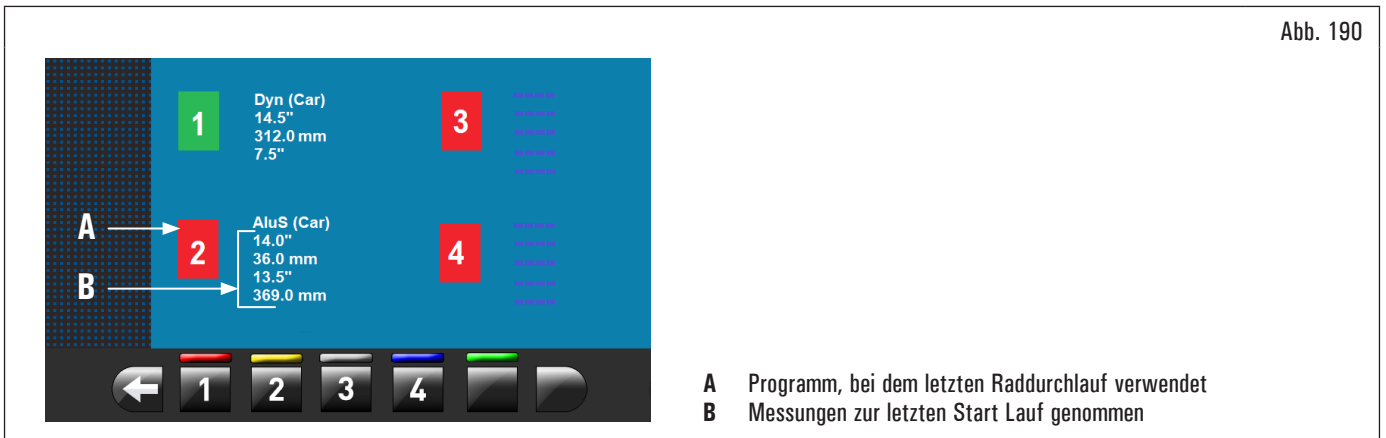 Abb. 190
1
Dyn (Car)
14.5"
312.0 mm
7.5"
3
-----
-----
-----
-----
-----
A
2
AluS (Car)
14.0"
36.0 mm
13.5"
369.0 mm
B
4
-----
-----
-----
-----
-----
1 2 3 4
A Programm, bei dem letzten Raddurchlauf verwendet
B Messungen zur letzten Start Lauf genommen